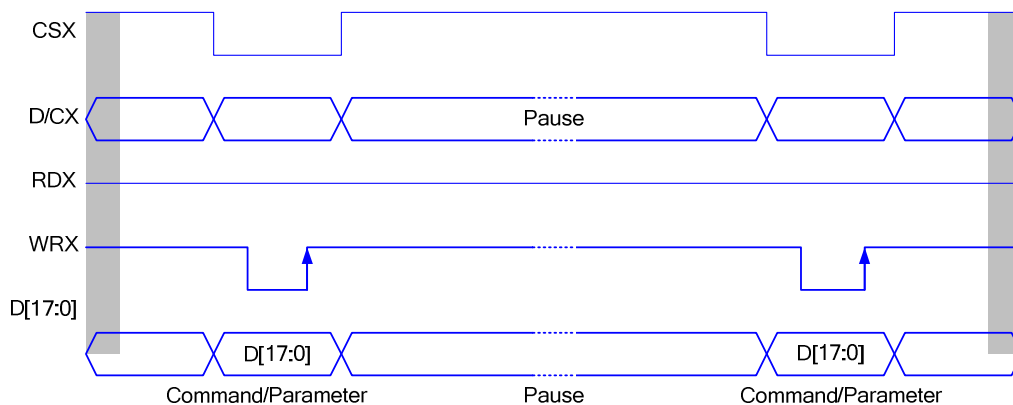 CSX
D/CX
Pause
RDX
WRX
D[17:0]
D[17:0] D[17:0]
Command/Parameter Pause Command/Parameter